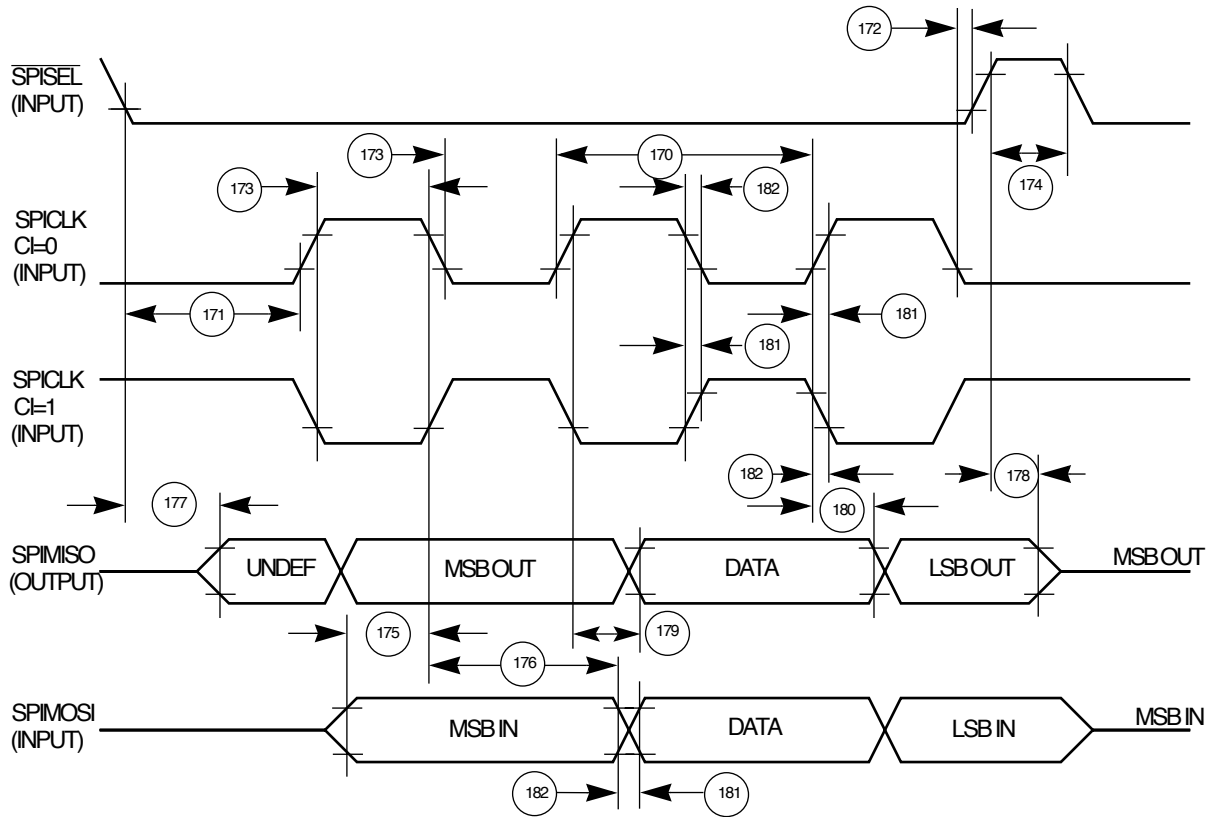 172
SPISEL
(INPUT)
173
170
173
182
174
SPICLK
CI=0
(INPUT)
171
181
181
SPICLK
CI=1
(INPUT)
182
178
177
180
SPIMISO
(OUTPUT)
UNDEF
MSB OUT
DATA
LSB OUT
MSB OUT
175
179
176
SPIMOSI
(INPUT)
MSB IN
DATA
LSB IN
MSB IN
182
181